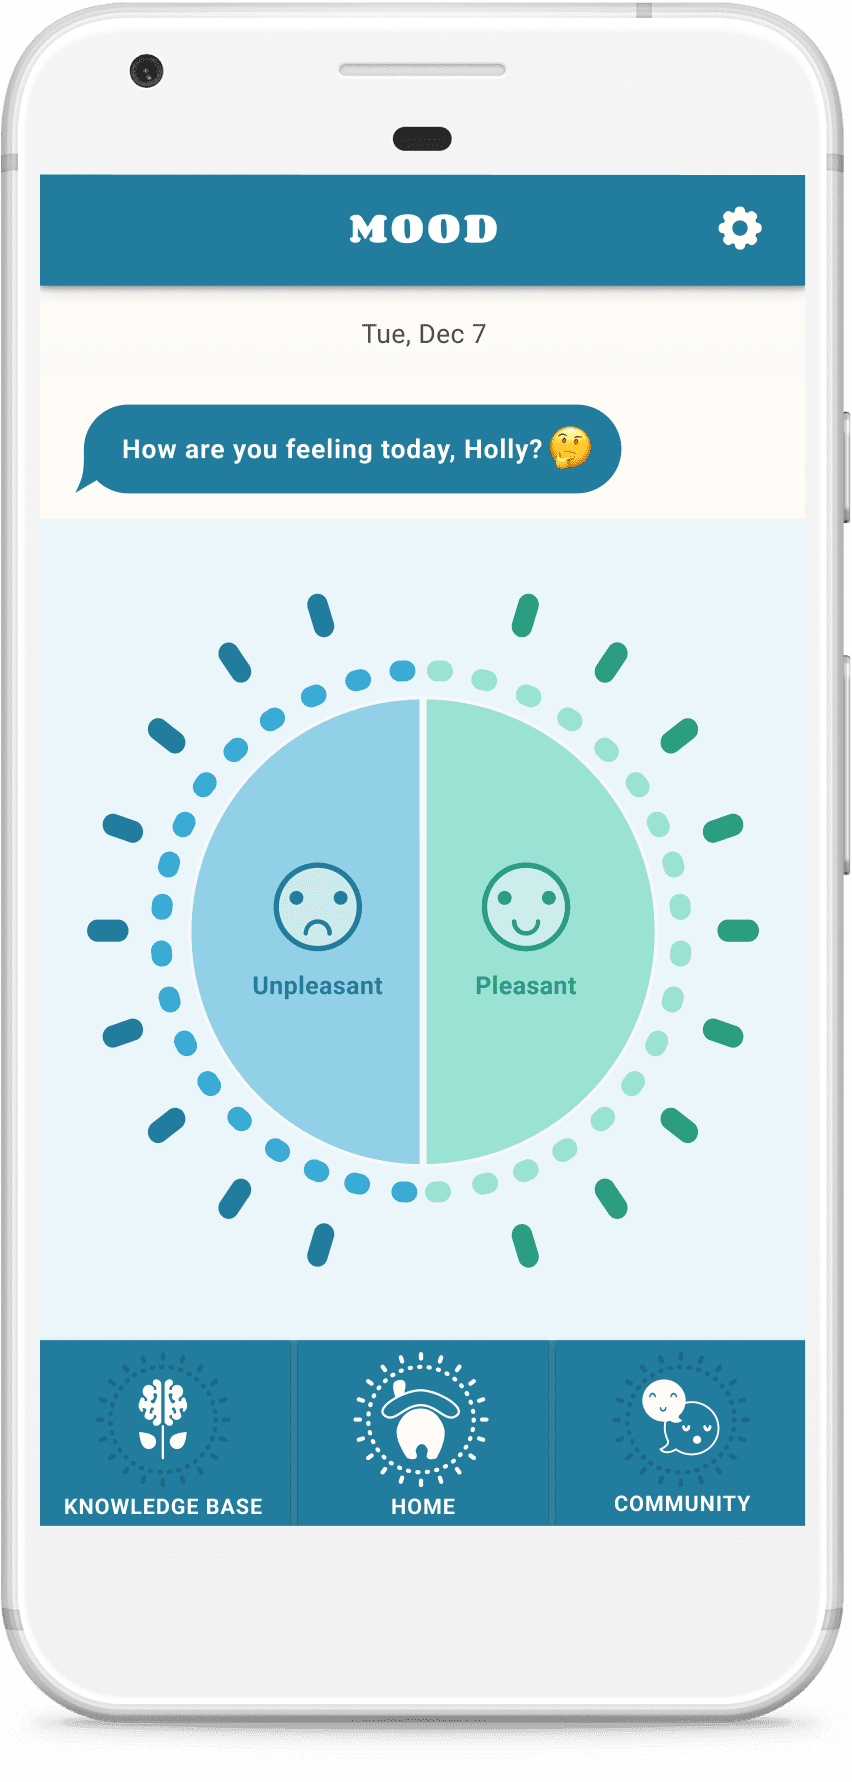 MOOD
Tue, Dec 7
How are you feeling today, Holly? 🤔
Unpleasant
Pleasant
KNOWLEDGE BASE
HOME
COMMUNITY